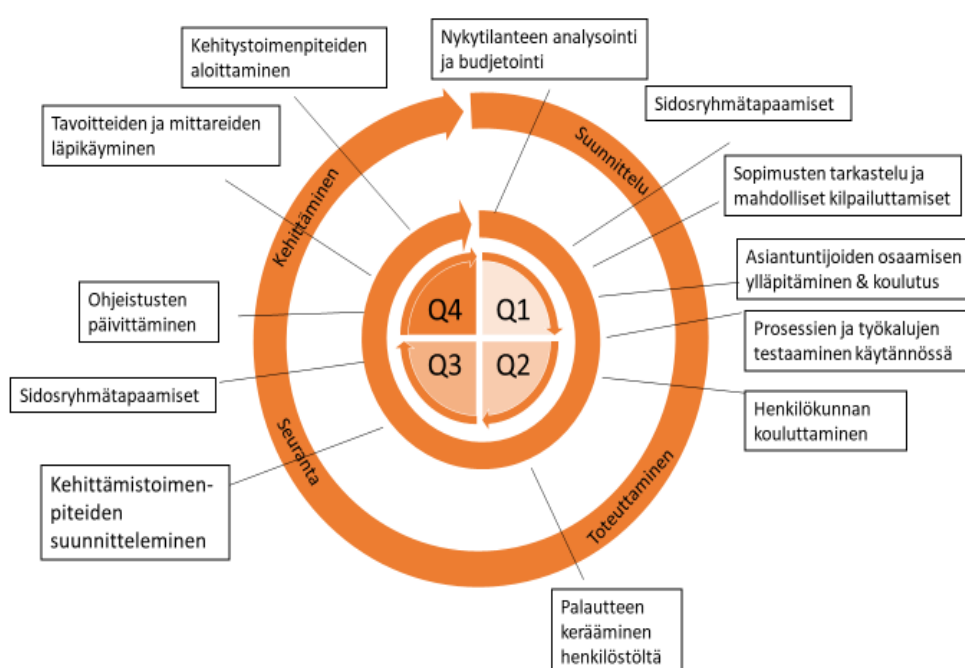 Kehitystoimenpiteiden
aloittaminen
Nykytilanteen analysointi
ja budjetointi
Sidosryhmätapaamiset
Tavoitteiden ja mittareiden
läpikäyminen
Sopimusten tarkastelu ja
mahdolliset kilpailuttamiset
Asiantuntijoiden osaamisen
ylläpitäminen & koulutus
Ohjeistusten
päivittäminen
Prosessien ja työkalujen
testaaminen käytännössä
Sidosryhmätapaamiset
Henkilökunnan
kouluttaminen
Kehittämistoimen-
piteiden
suunnitteleminen
Palautteen
kerääminen
henkilöstöltä
Suunnittelu
Toteuttaminen
Seuranta
Kehittäminen
Q4 Q1
Q3 Q2